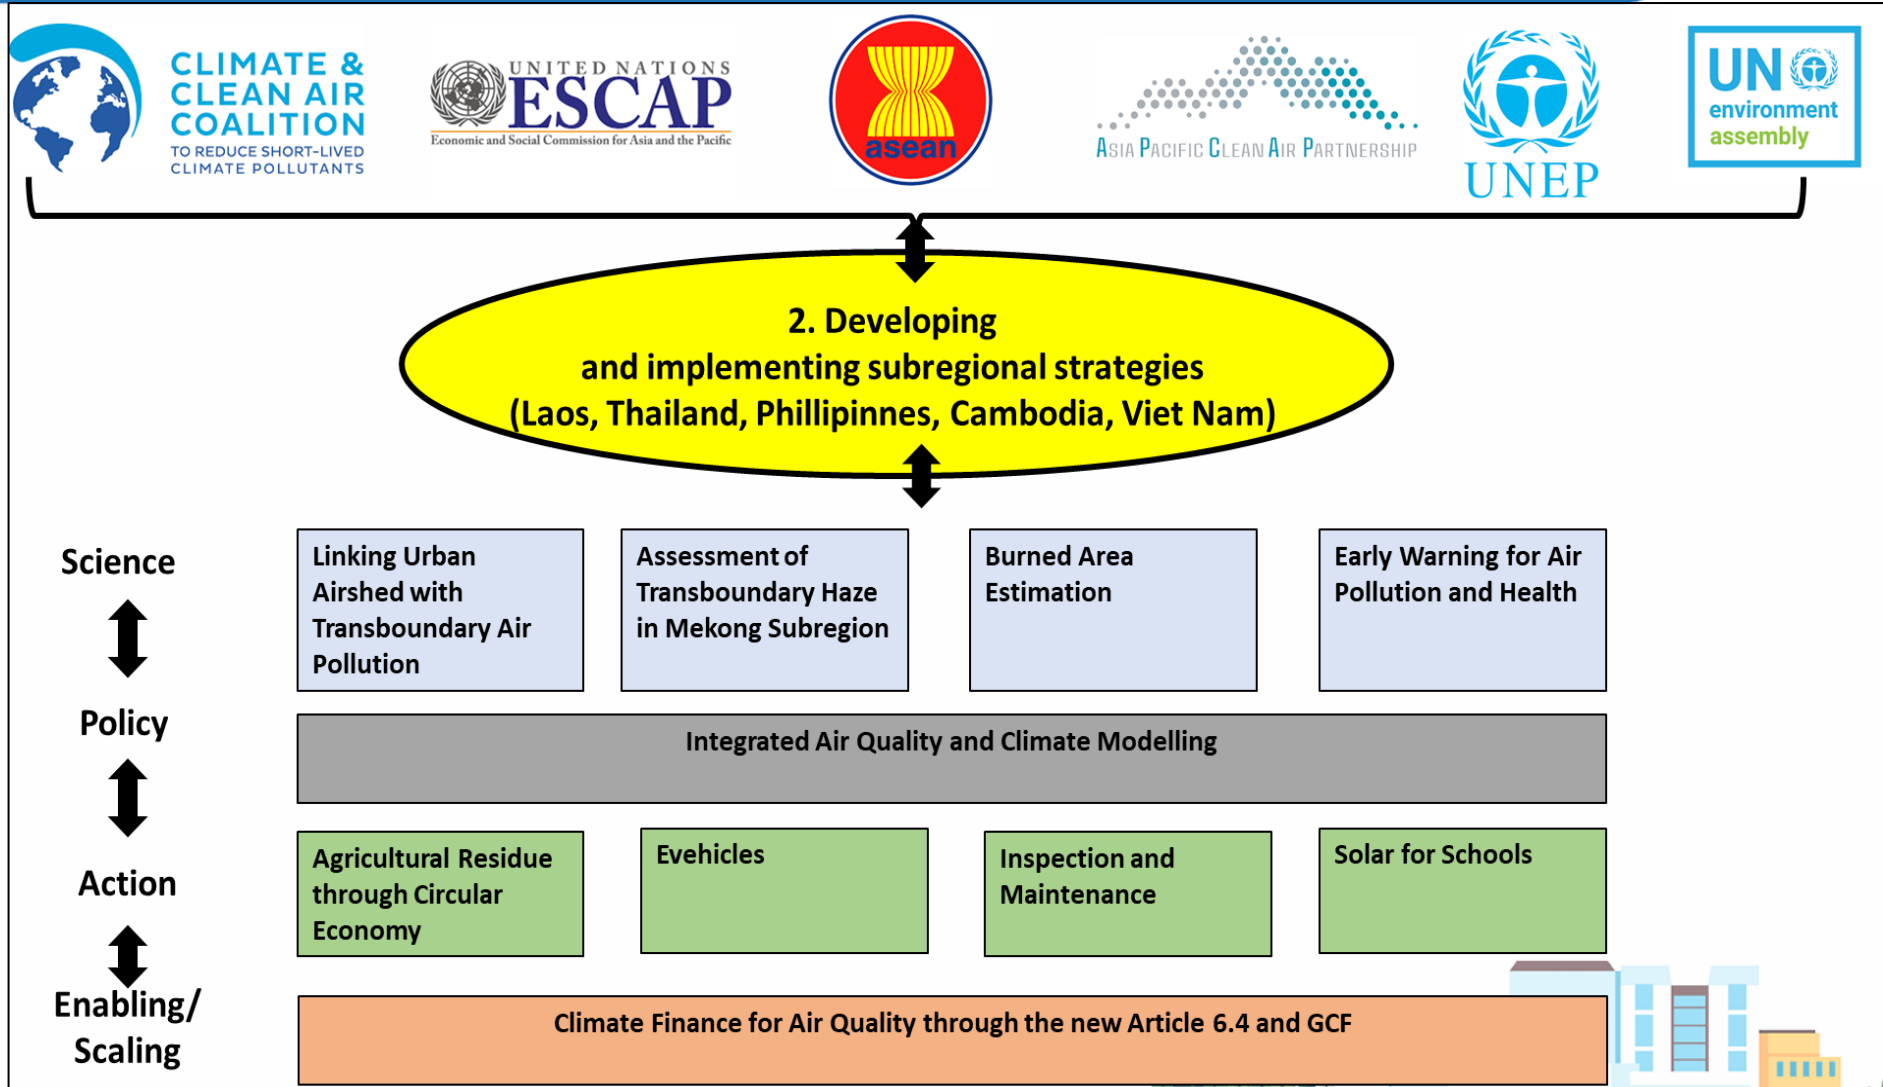 CLIMATE &
CLEAN AIR
COALITION
TO REDUCE SHORT-LIVED
CLIMATE POLLUTANTS
UNITED NATIONS
ESCAP
Economic and Social Commission for Asia and the Pacific
asean
ASIA PACIFIC CLEAN AIR PARTNERSHIP
UNEP
UN
environment
assembly
2. Developing
and implementing subregional strategies
(Laos, Thailand, Phillipinnes, Cambodia, Viet Nam)
Science
Linking Urban
Airshed with
Transboundary Air
Pollution
Assessment of
Transboundary Haze
in Mekong Subregion
Burned Area
Estimation
Early Warning for Air
Pollution and Health
Policy
Integrated Air Quality and Climate Modelling
Action
Agricultural Residue
through Circular
Economy
Evehicles
Inspection and
Maintenance
Solar for Schools
Enabling/
Scaling
Climate Finance for Air Quality through the new Article 6.4 and GCF